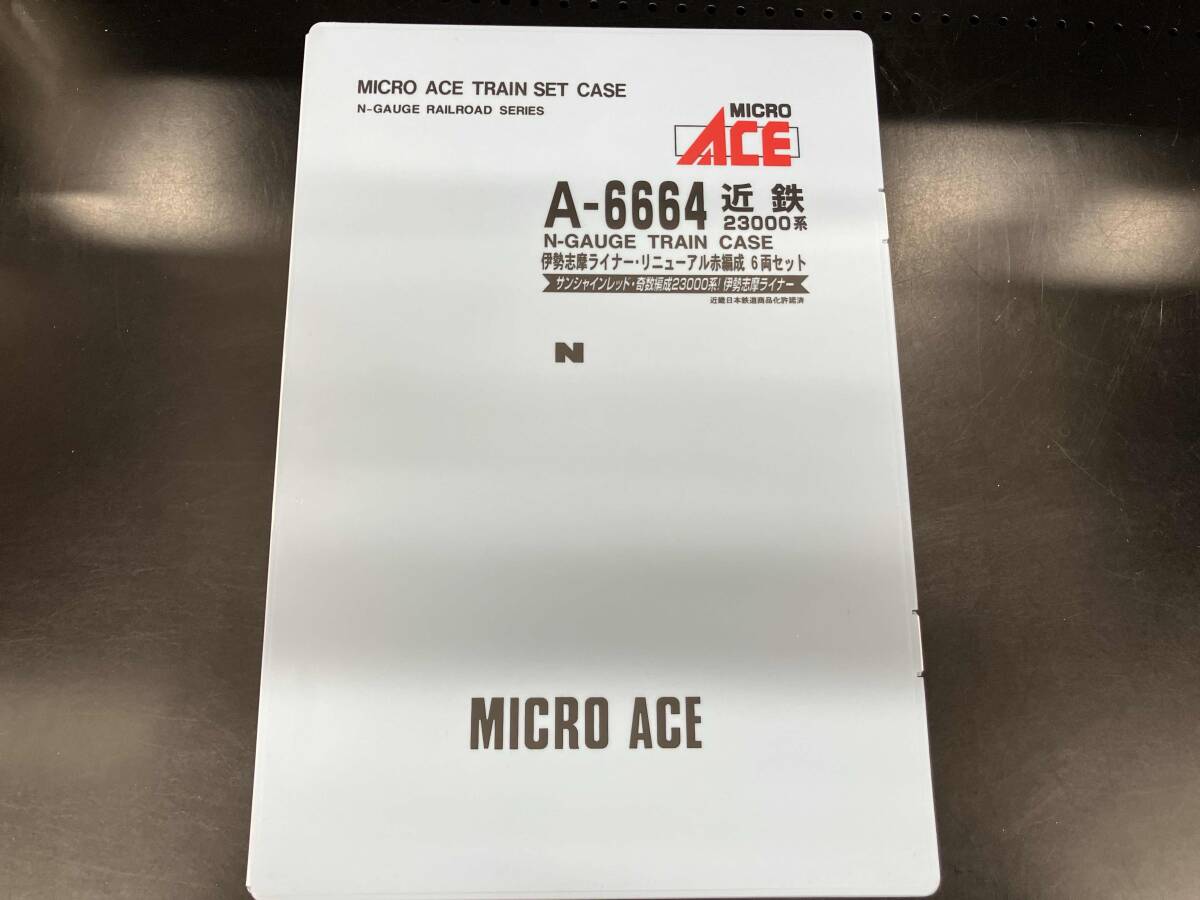 MICRO ACE TRAIN SET CASE
N-GAUGE RAILROAD SERIES
MICRO
ACE
A-6664 近鉄
23000系
N-GAUGE TRAIN CASE
伊勢志摩ライナー・リニューアル赤編成 6両セット
サンシャインレッド・奇数編成23000系!伊勢志摩ライナー
近畿日本鉄道商品化許諾済
N
MICRO ACE